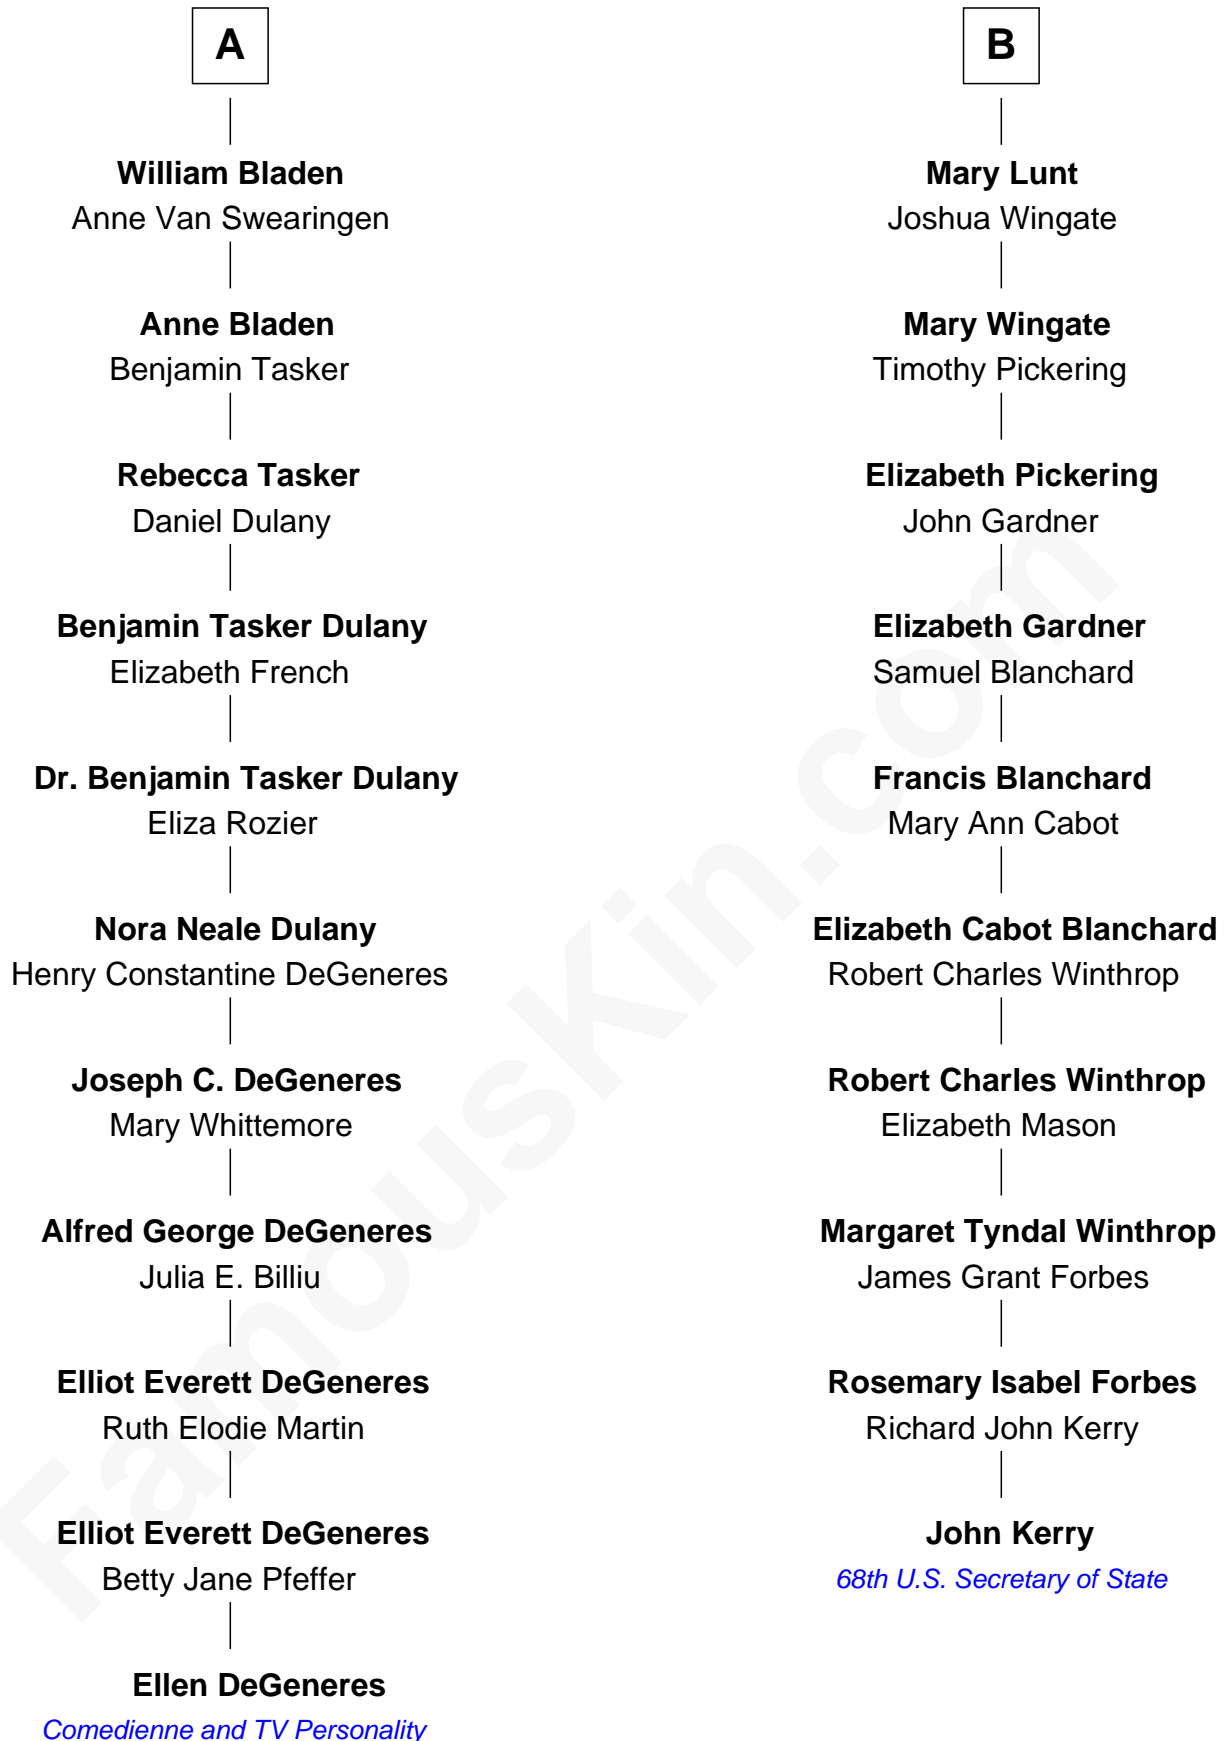 A
William Bladen
Anne Van Swearingen
Anne Bladen
Benjamin Tasker
Rebecca Tasker
Daniel Dulany
Benjamin Tasker Dulany
Elizabeth French
Dr. Benjamin Tasker Dulany
Eliza Rozier
Nora Neale Dulany
Henry Constantine DeGeneres
Joseph C. DeGeneres
Mary Whittemore
Alfred George DeGeneres
Julia E. Billiu
Elliot Everett DeGeneres
Ruth Elodie Martin
Elliot Everett DeGeneres
Betty Jane Pfeffer
Ellen DeGeneres
Comedienne and TV Personality
B
Mary Lunt
Joshua Wingate
Mary Wingate
Timothy Pickering
Elizabeth Pickering
John Gardner
Elizabeth Gardner
Samuel Blanchard
Francis Blanchard
Mary Ann Cabot
Elizabeth Cabot Blanchard
Robert Charles Winthrop
Robert Charles Winthrop
Elizabeth Mason
Margaret Tyndal Winthrop
James Grant Forbes
Rosemary Isabel Forbes
Richard John Kerry
John Kerry
68th U.S. Secretary of State
FamousKin.com